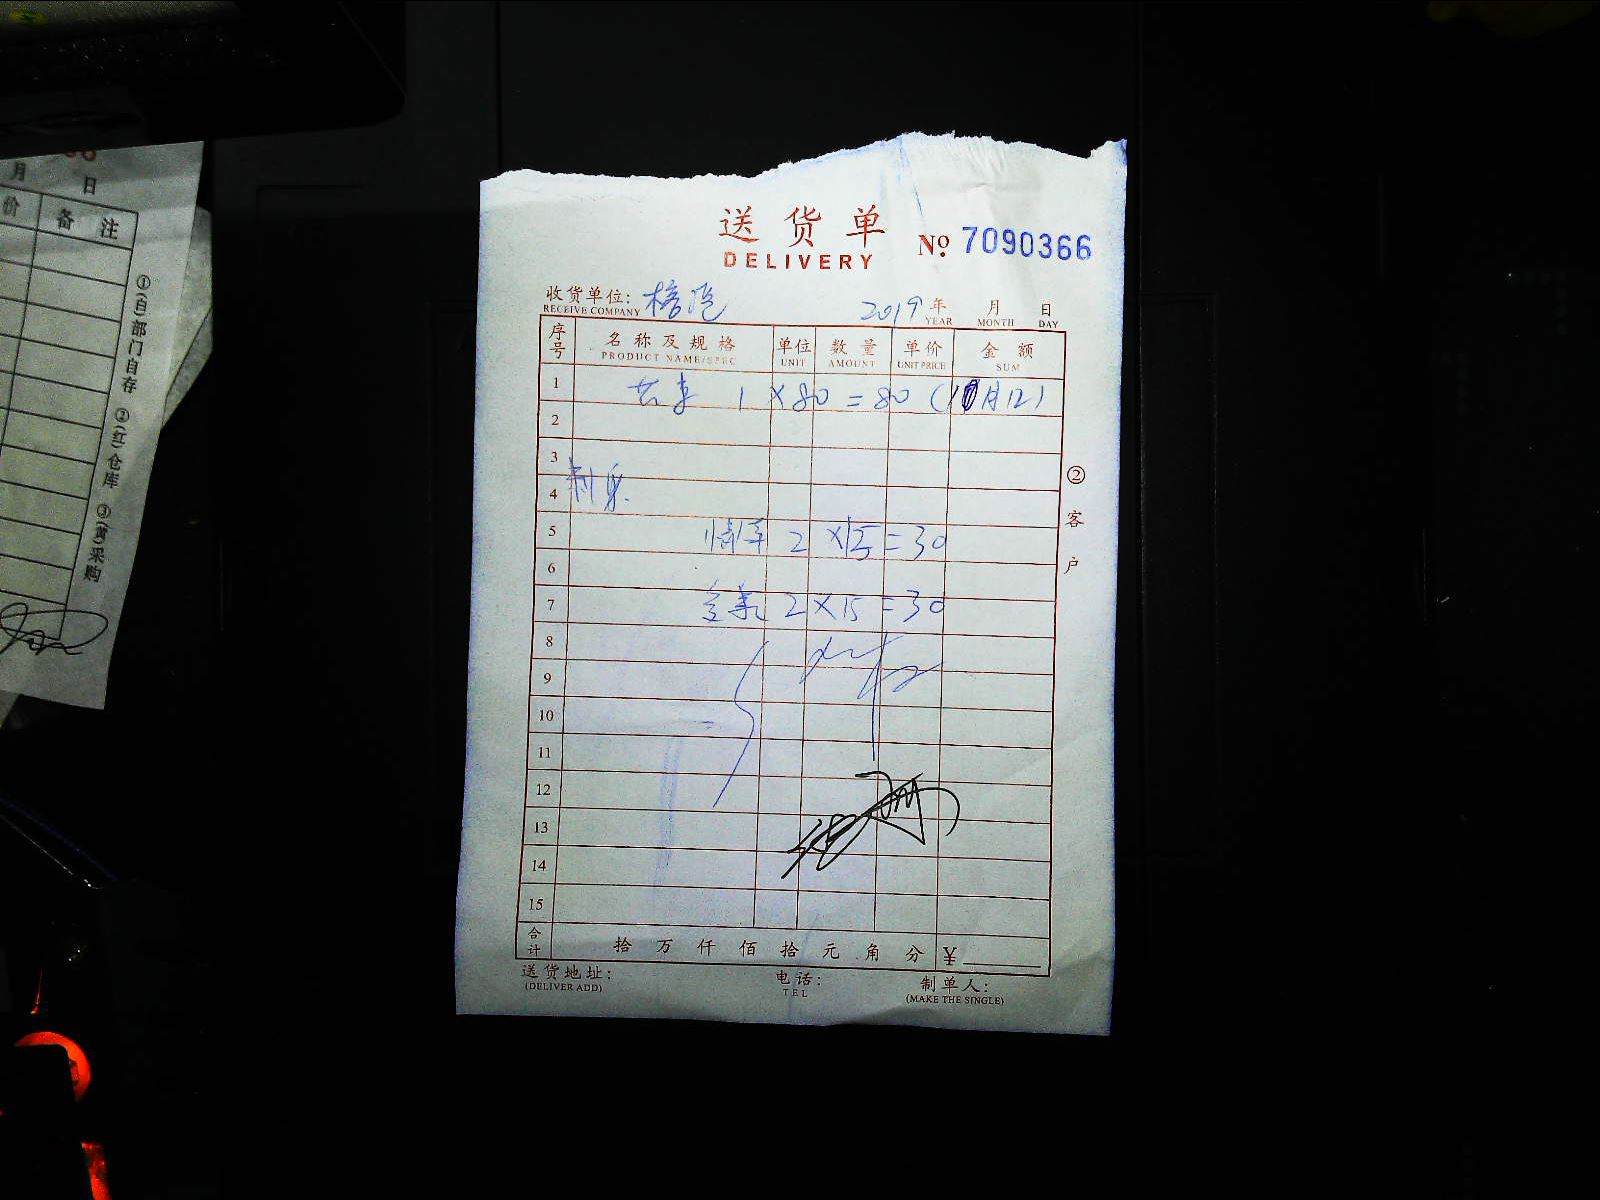 送货单
DELIVERY
№ 7090366
收货单位:
RECEIVE COMPANY
2019 年 月 日
YEAR MONTH DAY
序号 名称及规格 单位 数量 单价 金额
PRODUCT NAME/SPEC UNIT AMOUNT UNIT PRICE SUM
1 1 × 80 = 80 ( 月12)
2
3
4
5 2 ×15 = 30
6
7 2 × 15 = 30
8
9
10
11
12
13
14
15
合计 拾 万 仟 佰 拾 元 角 分 ¥
送货地址: 电话: 制单人:
(DELIVER ADD) TEL (MAKE THE SINGLE)
②客户
月 日
价 备注
①(白)部门自存 ②(红)仓库 ③(黄)采购